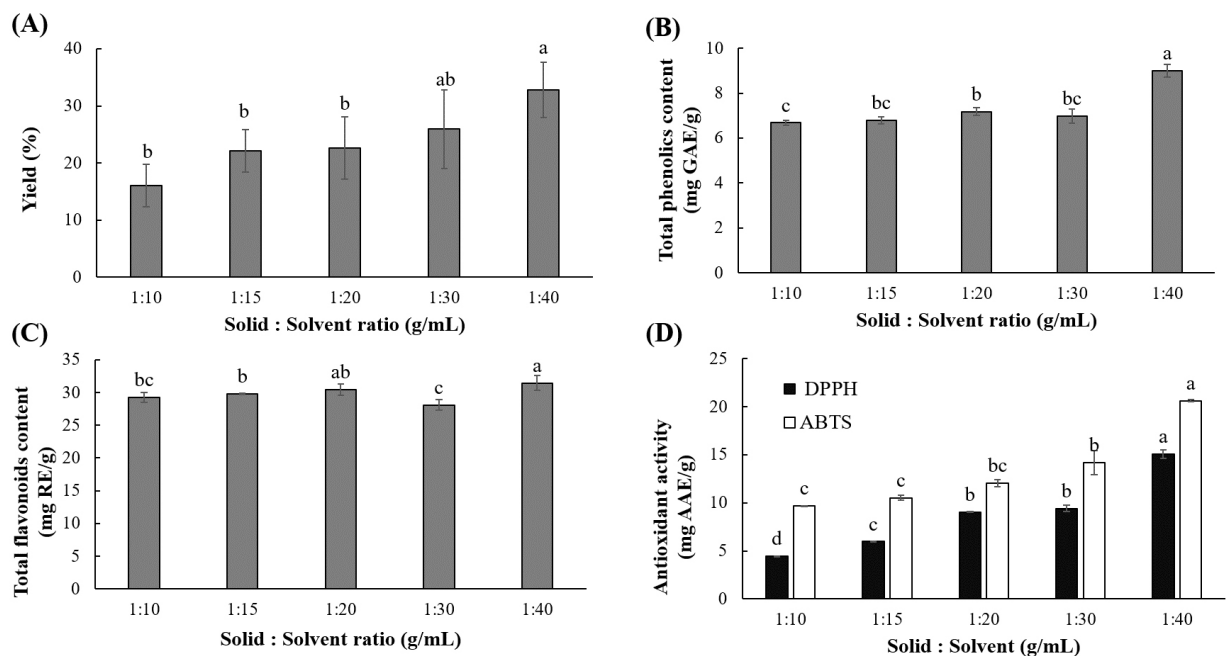 (A)
40
30
20
10
0
Yield (%)
b
b
b
ab
a
1:10 1:15 1:20 1:30 1:40
Solid : Solvent ratio (g/mL)
(B)
10
8
6
4
2
0
Total phenolics content
(mg GAE/g)
c
bc
b
bc
a
1:10 1:15 1:20 1:30 1:40
Solid : Solvent ratio (g/mL)
(C)
35
30
25
20
15
10
5
0
Total flavonoids content
(mg RE/g)
bc
b
ab
c
a
1:10 1:15 1:20 1:30 1:40
Solid : Solvent ratio (g/mL)
(D)
25
20
15
10
5
0
Antioxidant activity
(mg AAE/g)
DPPH
ABTS
d
c
c
c
b
bc
b
b
a
a
1:10 1:15 1:20 1:30 1:40
Solid : Solvent (g/mL)